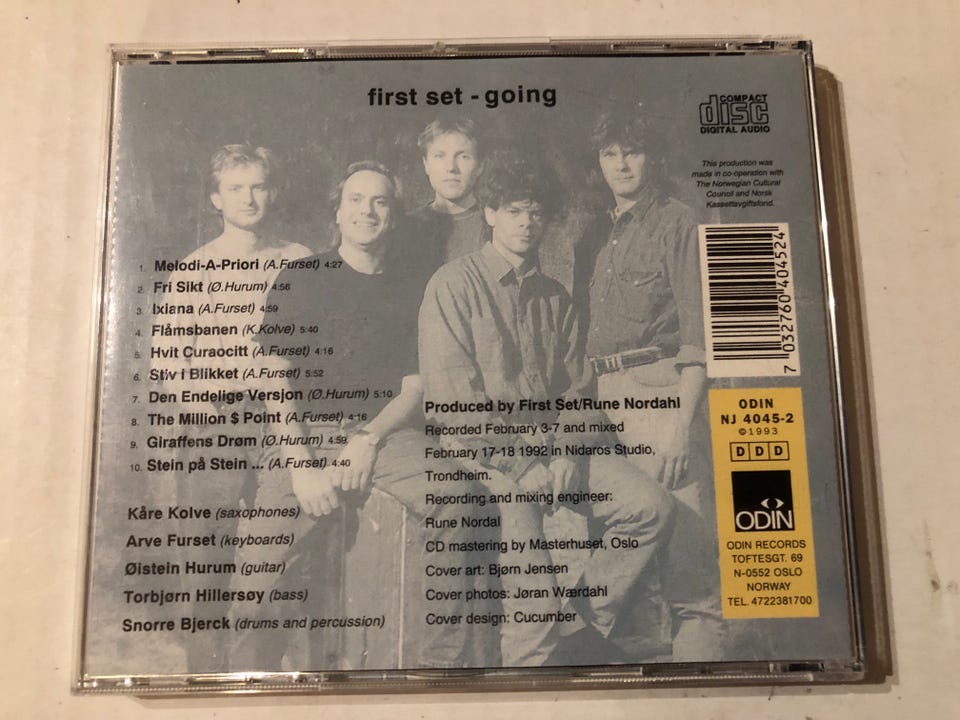 first set - going
COMPACT
disc
DIGITAL AUDIO
This production was
made in co-operation with
The Norwegian Cultural
Council and Norsk
Kassettavgiftsfond.
1. Melodi-A-Priori (A.Furset) 4:27
2. Fri Sikt (Ø.Hurum) 4:56
3. Ixiana (A.Furset) 4:59
4. Flåmsbanen (K.Kolve) 5:40
5. Hvit Curaocitt (A.Furset) 4:16
6. Stiv i Blikket (A.Furset) 5:52
7. Den Endelige Versjon (Ø.Hurum) 5:10
8. The Million $ Point (A.Furset) 4:16
9. Giraffens Drøm (Ø.Hurum) 4:59
10. Stein på Stein ... (A.Furset) 4:40
Kåre Kolve (saxophones)
Arve Furset (keyboards)
Øistein Hurum (guitar)
Torbjørn Hillersøy (bass)
Snorre Bjerck (drums and percussion)
Produced by First Set/Rune Nordahl
Recorded February 3-7 and mixed
February 17-18 1992 in Nidaros Studio,
Trondheim.
Recording and mixing engineer:
Rune Nordal
CD mastering by Masterhuset, Oslo
Cover art: Bjørn Jensen
Cover photos: Jøran Wærdahl
Cover design: Cucumber
7 032760 404524
ODIN
NJ 4045-2
©1993
DDD
ODIN
ODIN RECORDS
TOFTESGT. 69
N-0552 OSLO
NORWAY
TEL. 4722381700